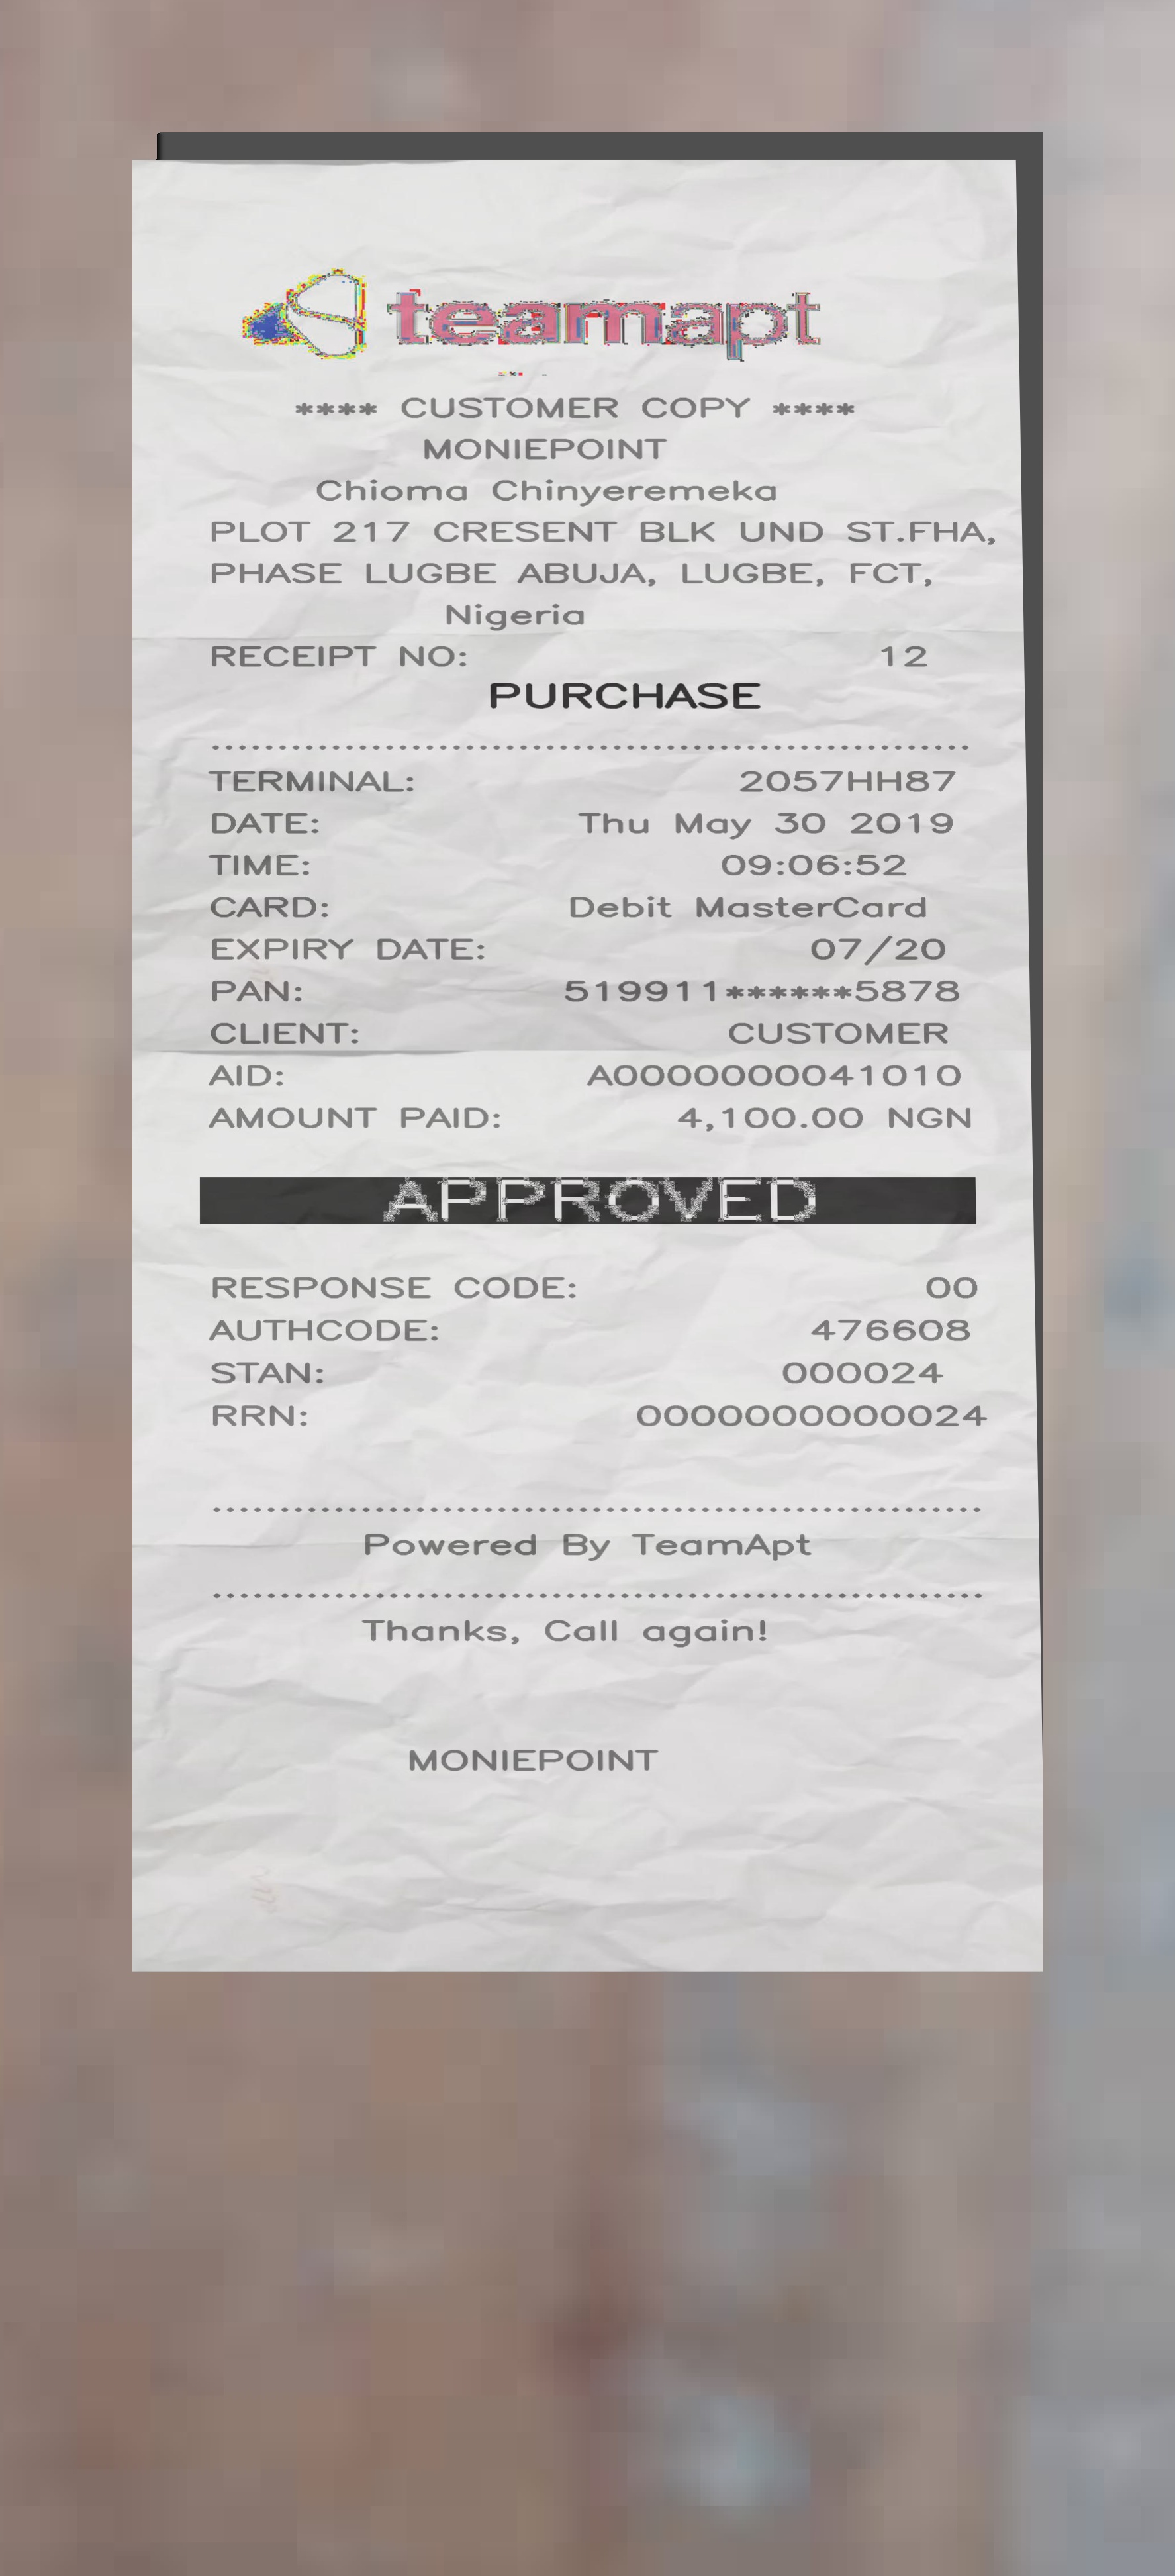 teamapt
**** CUSTOMER COPY ****
MONIEPOINT
Chioma Chinyeremeka
PLOT 217 CRESENT BLK UND ST.FHA,
PHASE LUGBE ABUJA, LUGBE, FCT,
Nigeria
RECEIPT NO: 12
PURCHASE
TERMINAL: 2057HH87
DATE: Thu May 30 2019
TIME: 09:06:52
CARD: Debit MasterCard
EXPIRY DATE: 07/20
PAN: 519911******5878
CLIENT: CUSTOMER
AID: A0000000041010
AMOUNT PAID: 4,100.00 NGN
APPROVED
RESPONSE CODE: 00
AUTHCODE: 476608
STAN: 000024
RRN: 0000000000024
Powered By TeamApt
Thanks, Call again!
MONIEPOINT